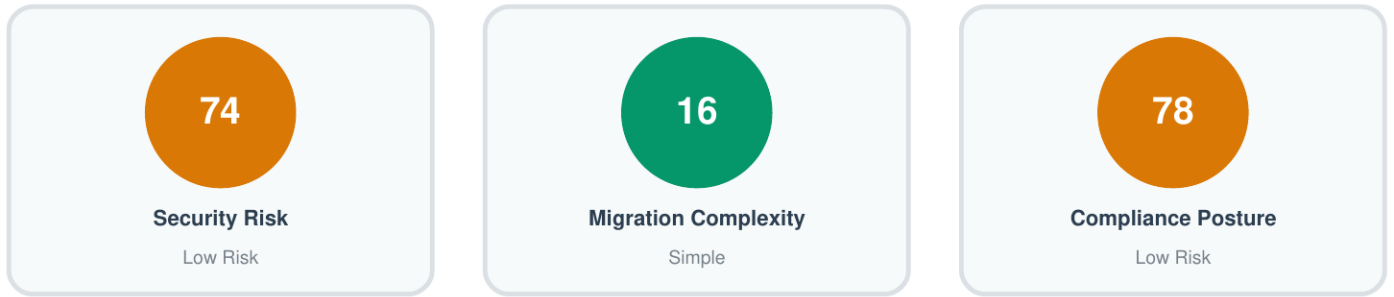 74
Security Risk
Low Risk
16
Migration Complexity
Simple
78
Compliance Posture
Low Risk